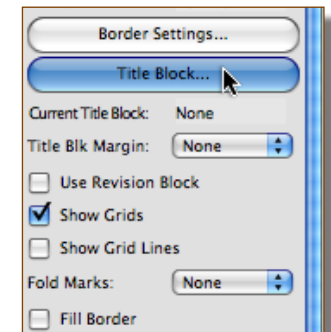 Border Settings...
Title Block...
Current Title Block: None
Title Blk Margin: None
Use Revision Block
Show Grids
Show Grid Lines
Fold Marks: None
Fill Border